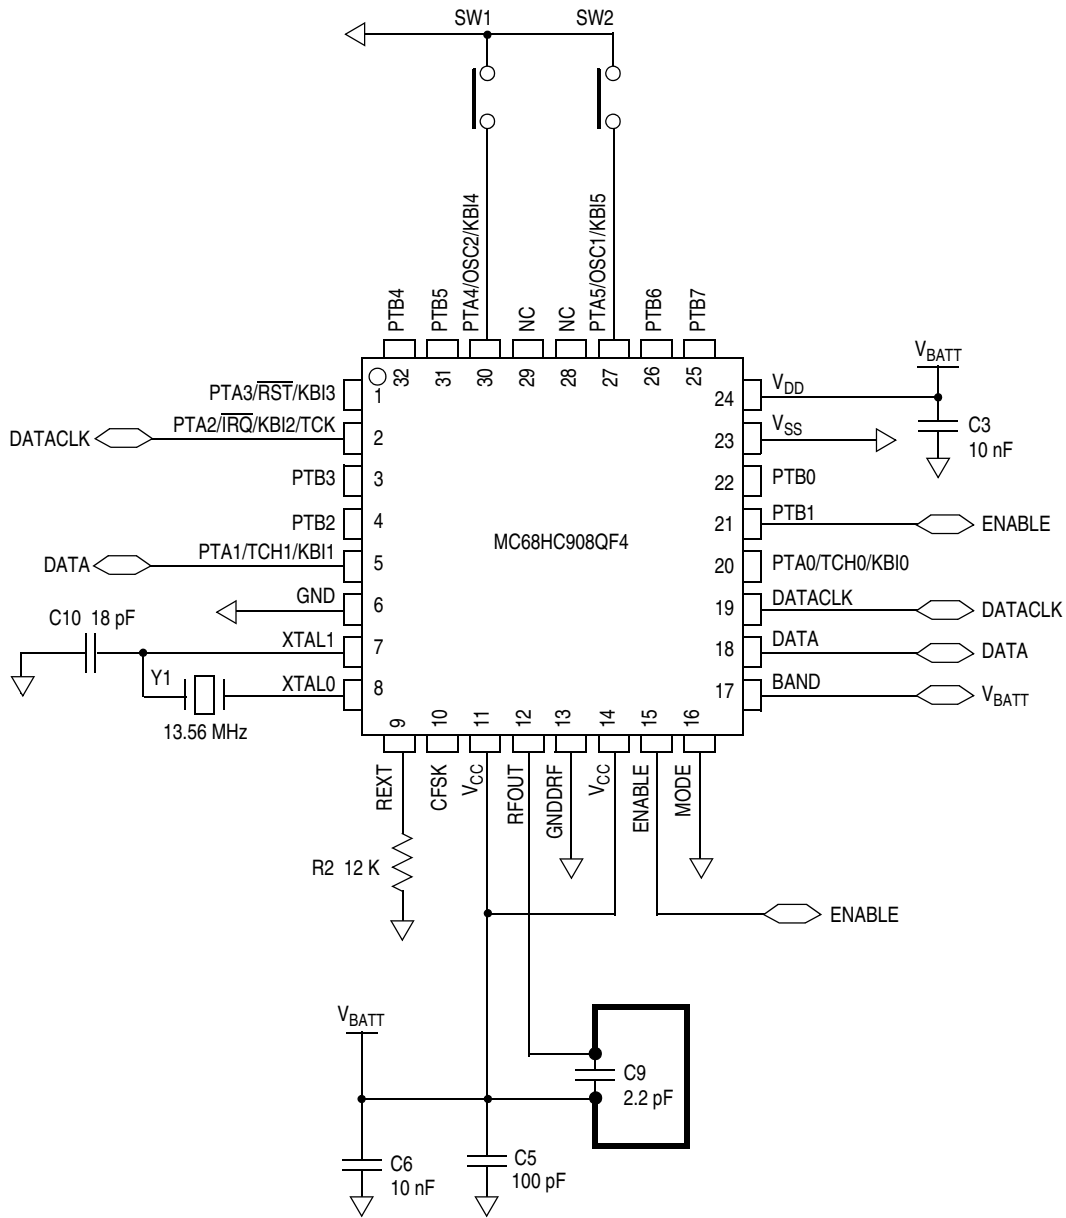 SW1
SW2
PTB4
PTB5
PTA4/OSC2/KBI4
NC
NC
PTA5/OSC1/KBI5
PTB6
PTB7
32
31
30
29
28
27
26
25
PTA3/RST/KBI3
1
DATACLK
PTA2/IRQ/KBI2/TCK
2
PTB3
3
PTB2
4
DATA
PTA1/TCH1/KBI1
5
GND
6
C10 18 pF
XTAL1
7
Y1
XTAL0
8
13.56 MHz
MC68HC908QF4
VBATT
24
VDD
C3
10 nF
23
VSS
22
PTB0
21
PTB1
ENABLE
20
PTA0/TCH0/KBI0
19
DATACLK
DATACLK
18
DATA
DATA
17
BAND
VBATT
9
10
11
12
13
14
15
16
REXT
CFSK
VCC
RFOUT
GNDDRF
VCC
ENABLE
MODE
R2 12 K
ENABLE
VBATT
C9
2.2 pF
C6
10 nF
C5
100 pF